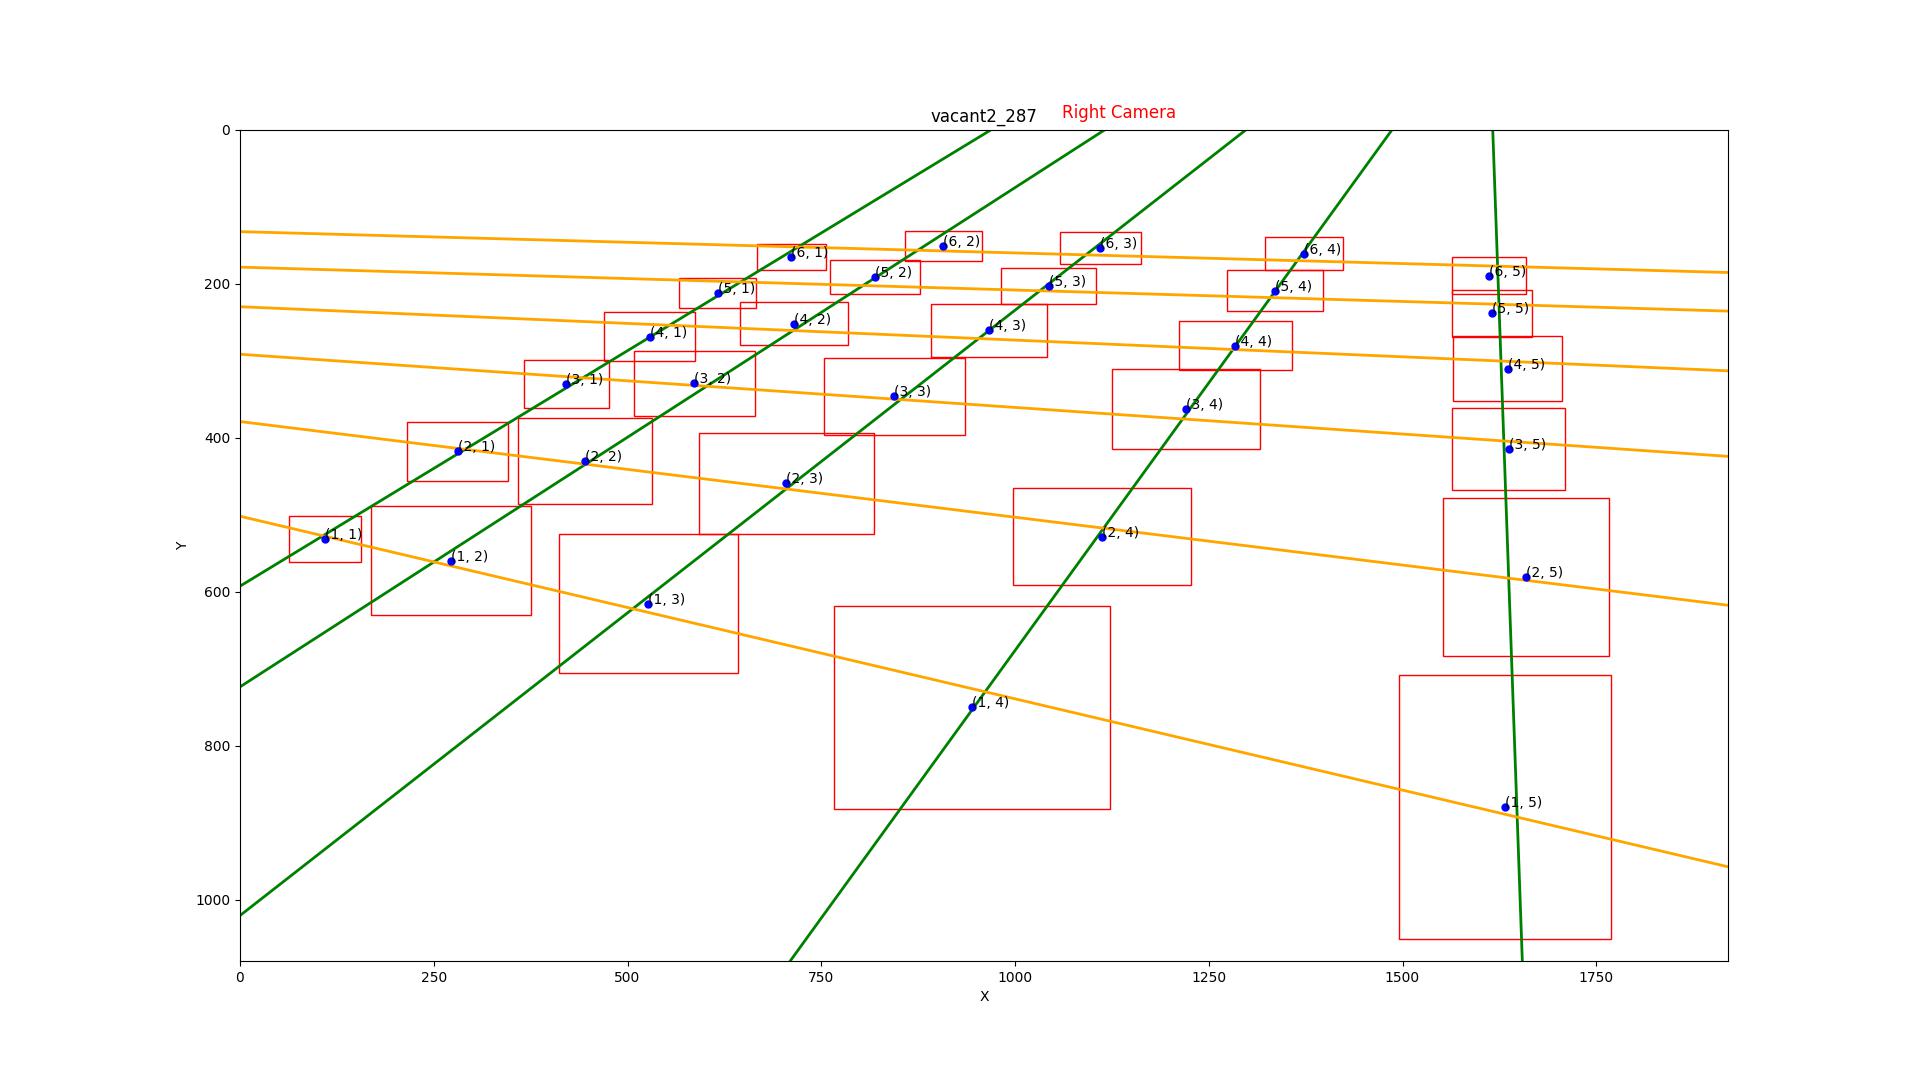 vacant2_287 Right Camera
0
(6, 2) (6, 3)
(6, 1) (6, 4)
(5, 2) (6, 5)
200
(5, 1) (5, 3) (5, 4)
(5, 5)
(4, 1) (4, 2) (4, 3)
(4, 4)
(4, 5)
(3, 1) (3, 2)
(3, 3)
(3, 4)
400
(2, 1) (2, 2) (3, 5)
(2, 3)
(1, 1) (2, 4)
Y
(1, 2)
(2, 5)
600
(1, 3)
(1, 4)
800
(1, 5)
1000
0 250 500 750 1000 1250 1500 1750
X